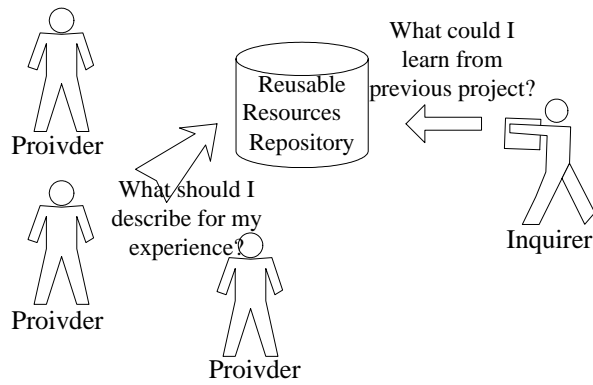 What could I
learn from
previous project?
Reusable
Resources
Repository
Proivder
What should I
describe for my
experience?
Inquirer
Proivder
Proivder